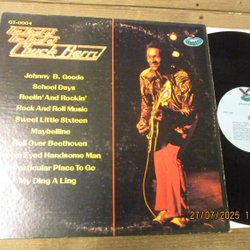 GT-0004
Chuck Berry
Johnny B. Goode
School Days
Reelin' And Rockin'
Rock And Roll Music
Sweet Little Sixteen
Maybelline
Roll Over Beethoven
Eyed Handsome Man
Particular Place To Go
My Ding A Ling
27/07/2025